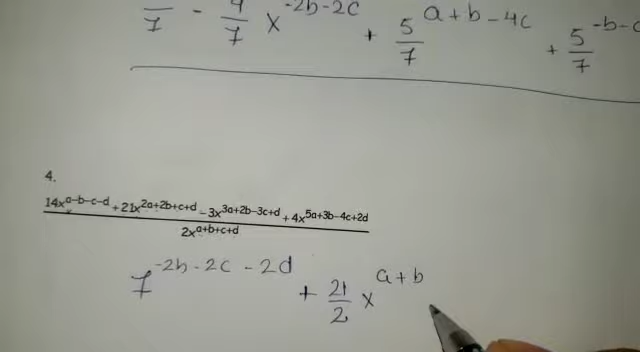 /7 - 4/7 x^-2b-2c + 5/7^a+b-4c + 5/7^-b-c
4.
14x^a-b-c-d + 21x^2a+2b+c+d - 3x^3a+2b-3c+d + 4x^5a+3b-4c+2d
2x^a+b+c+d
7^-2b-2c-2d + 21/2 x^a+b